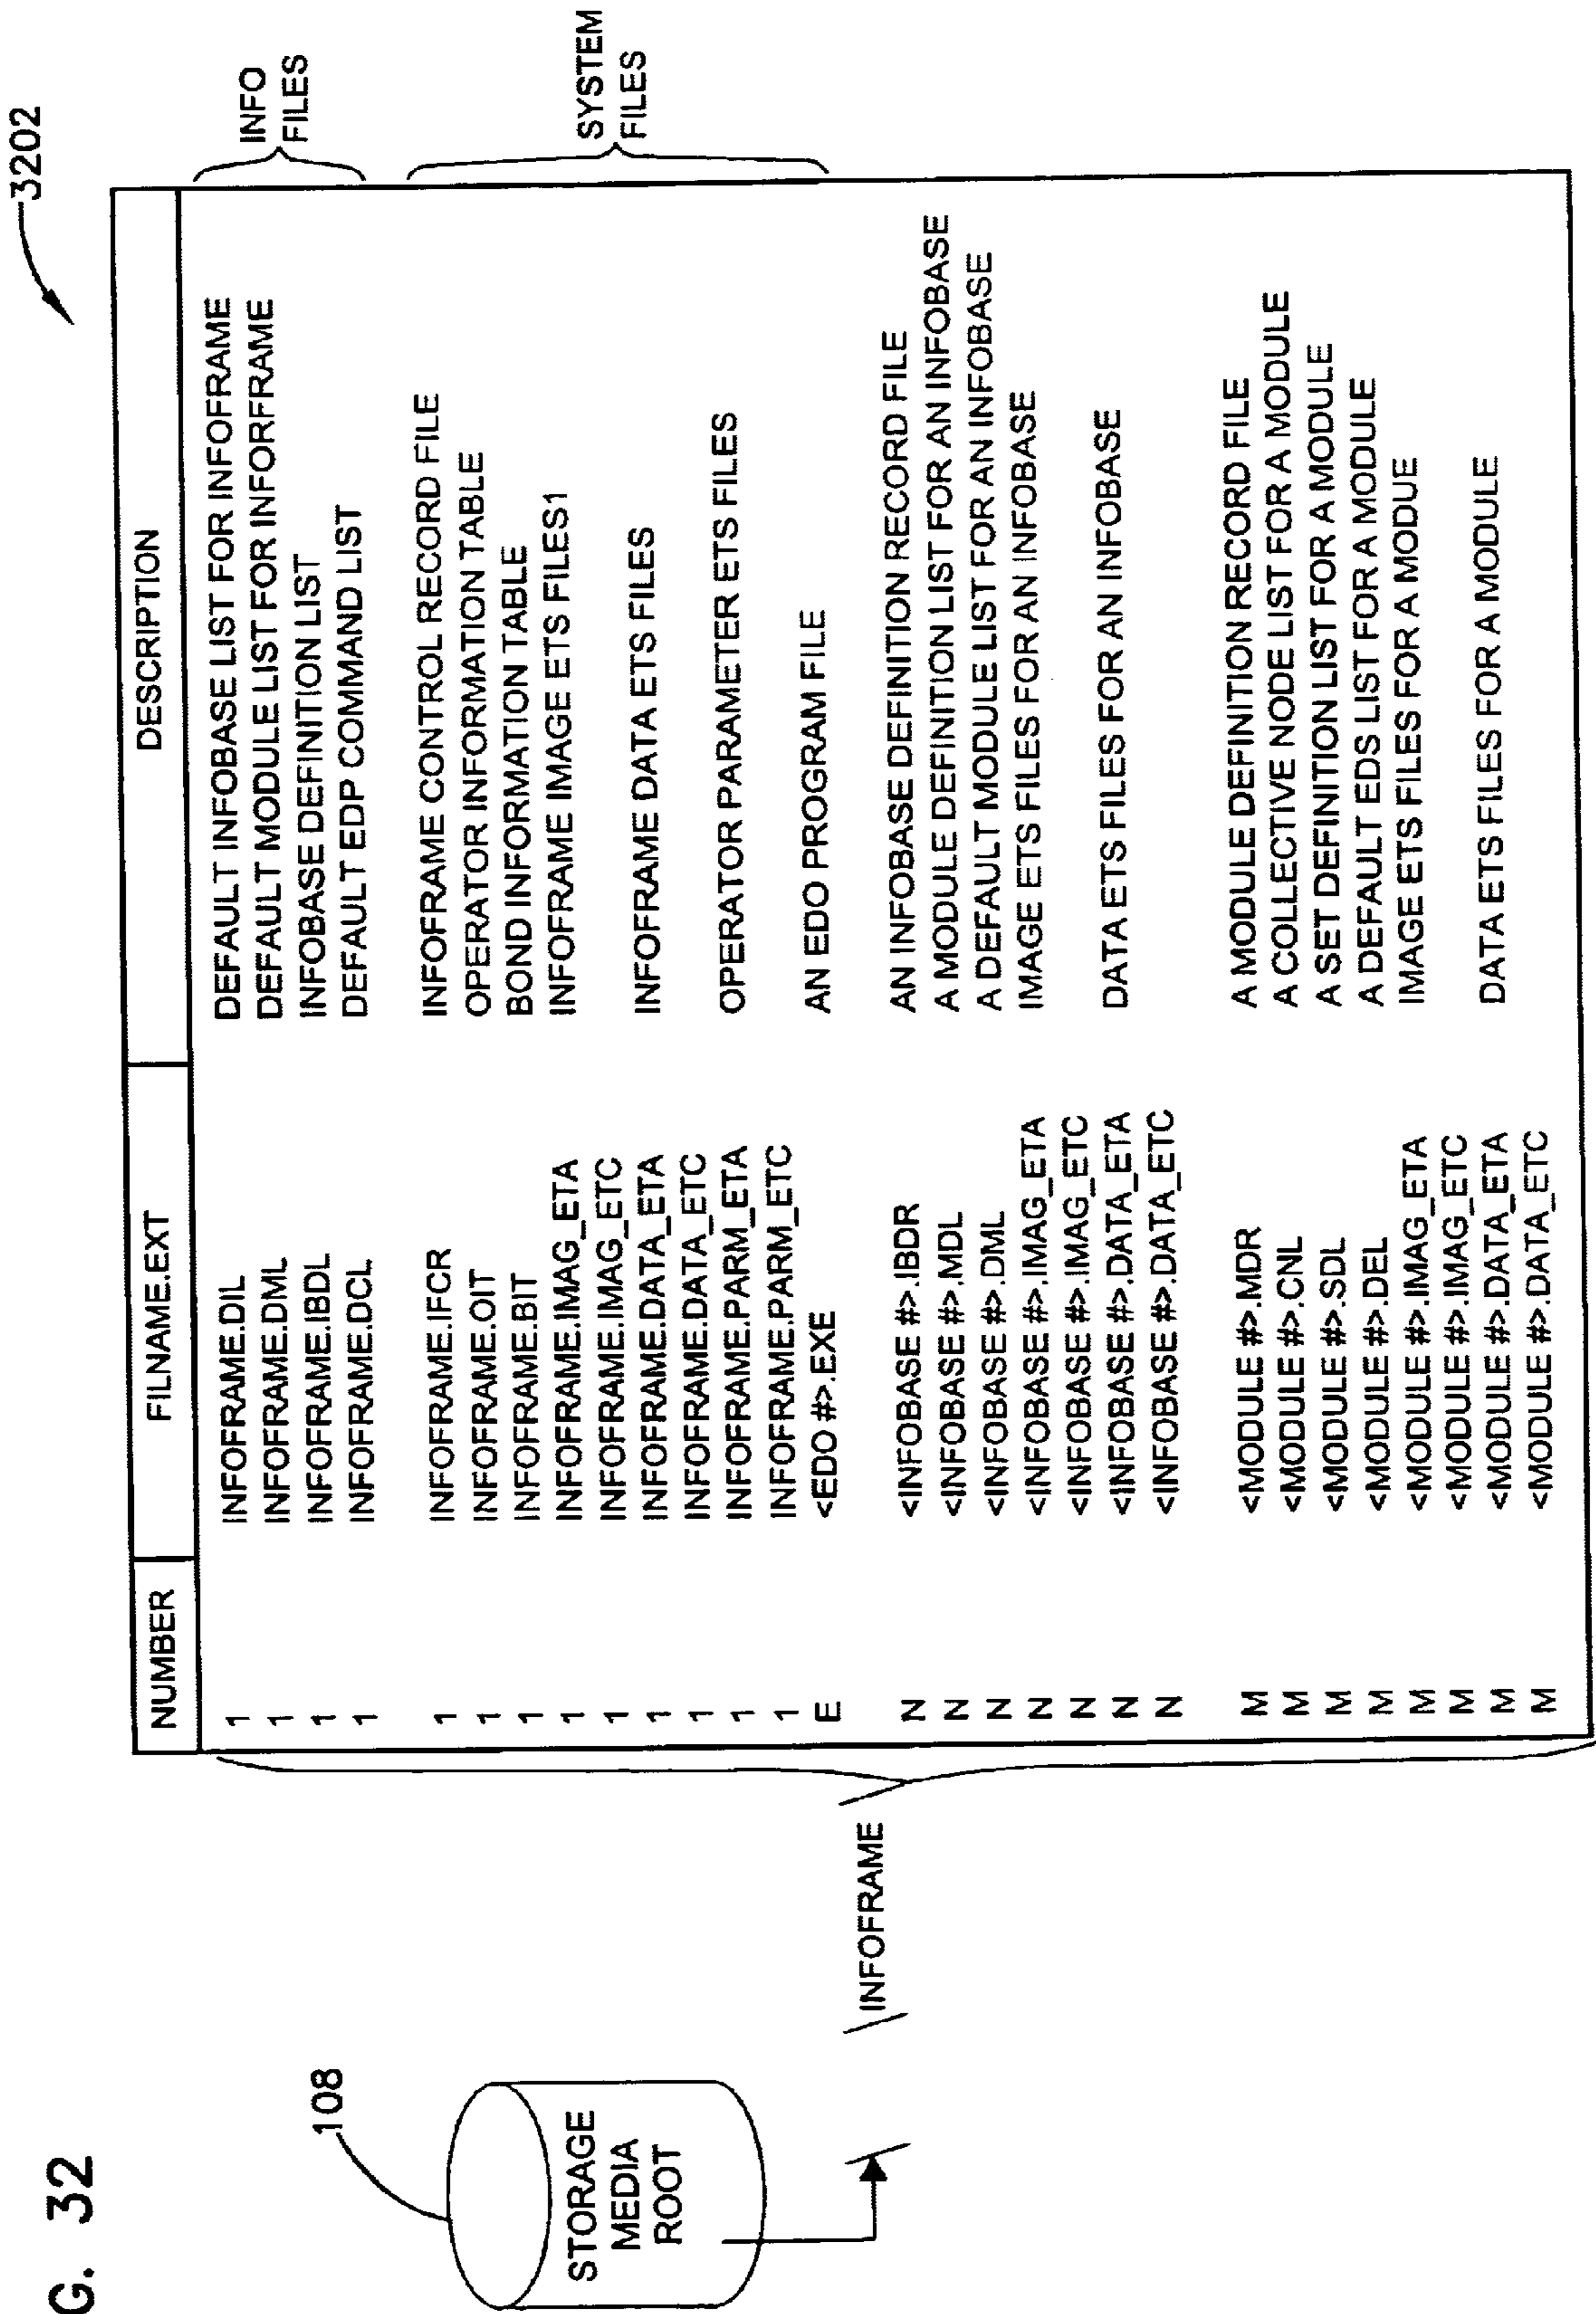 G. 32
3202
108
STORAGE
MEDIA
ROOT
INFOFRAME
NUMBER FILNAME.EXT DESCRIPTION
1 INFOFRAME.DIL DEFAULT INFOBASE LIST FOR INFOFRAME
1 INFOFRAME.DML DEFAULT MODULE LIST FOR INFORFRAME
1 INFOFRAME.IBDL INFOBASE DEFINITION LIST
1 INFOFRAME.DCL DEFAULT EDP COMMAND LIST
INFO
FILES
1 INFOFRAME.IFCR INFOFRAME CONTROL RECORD FILE
1 INFOFRAME.OIT OPERATOR INFORMATION TABLE
1 INFOFRAME.BIT BOND INFORMATION TABLE
1 INFOFRAME.IMAG_ETA INFOFRAME IMAGE ETS FILES1
1 INFOFRAME.IMAG_ETC
1 INFOFRAME.DATA_ETA INFOFRAME DATA ETS FILES
1 INFOFRAME.DATA_ETC
1 INFOFRAME.PARM_ETA OPERATOR PARAMETER ETS FILES
1 INFOFRAME.PARM_ETC
E <EDO #>.EXE AN EDO PROGRAM FILE
SYSTEM
FILES
N <INFOBASE #>.IBDR AN INFOBASE DEFINITION RECORD FILE
N <INFOBASE #>.MDL A MODULE DEFINITION LIST FOR AN INFOBASE
N <INFOBASE #>.DML A DEFAULT MODULE LIST FOR AN INFOBASE
N <INFOBASE #>.IMAG_ETA IMAGE ETS FILES FOR AN INFOBASE
N <INFOBASE #>.IMAG_ETC
N <INFOBASE #>.DATA_ETA DATA ETS FILES FOR AN INFOBASE
N <INFOBASE #>.DATA_ETC
M <MODULE #>.MDR A MODULE DEFINITION RECORD FILE
M <MODULE #>.CNL A COLLECTIVE NODE LIST FOR A MODULE
M <MODULE #>.SDL A SET DEFINITION LIST FOR A MODULE
M <MODULE #>.DEL A DEFAULT EDS LIST FOR A MODULE
M <MODULE #>.IMAG_ETA IMAGE ETS FILES FOR A MODUE
M <MODULE #>.IMAG_ETC
M <MODULE #>.DATA_ETA DATA ETS FILES FOR A MODULE
M <MODULE #>.DATA_ETC